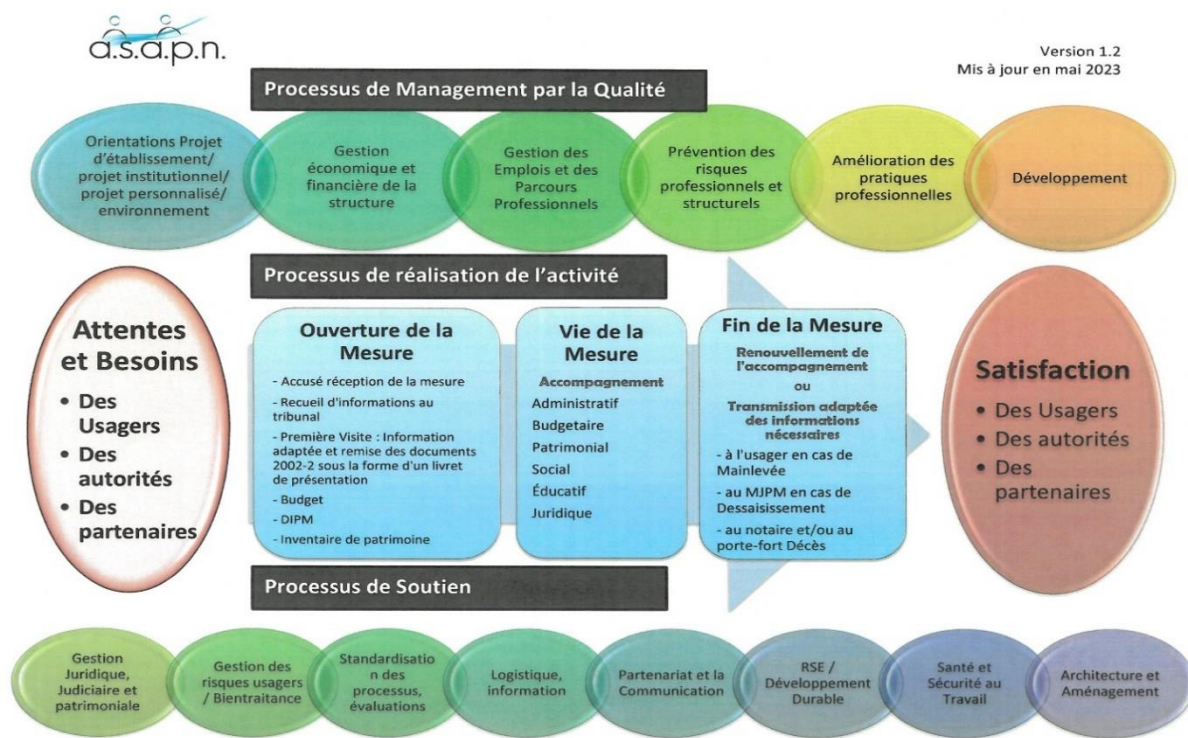 a.s.a.p.n.
Version 1.2
Mis à jour en mai 2023
Processus de Management par la Qualité
Orientations Projet
d'établissement/
projet institutionnel/
projet personnalisé/
environnement
Gestion
économique et
financière de la
structure
Gestion des
Emplois et des
Parcours
Professionnels
Prévention des
risques
professionnels et
structurels
Amélioration des
pratiques
professionnelles
Développement
Processus de réalisation de l'activité
Attentes
et Besoins
• Des
Usagers
• Des
autorités
• Des
partenaires
Ouverture de la
Mesure
- Accusé réception de la mesure
- Recueil d'informations au
tribunal
- Première Visite : Information
adaptée et remise des documents
2002-2 sous la forme d'un livret
de présentation
- Budget
- DIPM
- Inventaire de patrimoine
Vie de la
Mesure
Accompagnement
Administratif
Budgetaire
Patrimonial
Social
Éducatif
Juridique
Fin de la Mesure
Renouvellement de
l'accompagnement
ou
Transmission adaptée
des informations
nécessaires
- à l'usager en cas de
Mainlevée
- au MJPM en cas de
Dessaisissement
- au notaire et/ou au
porte-fort Décès
Satisfaction
• Des Usagers
• Des autorités
• Des
partenaires
Processus de Soutien
Gestion
Juridique,
Judiciaire et
patrimoniale
Gestion des
risques usagers
/ Bientraitance
Standardisatio
n des
processus,
évaluations
Logistique,
information
Partenariat et la
Communication
RSE /
Développement
Durable
Santé et
Sécurité au
Travail
Architecture et
Aménagement